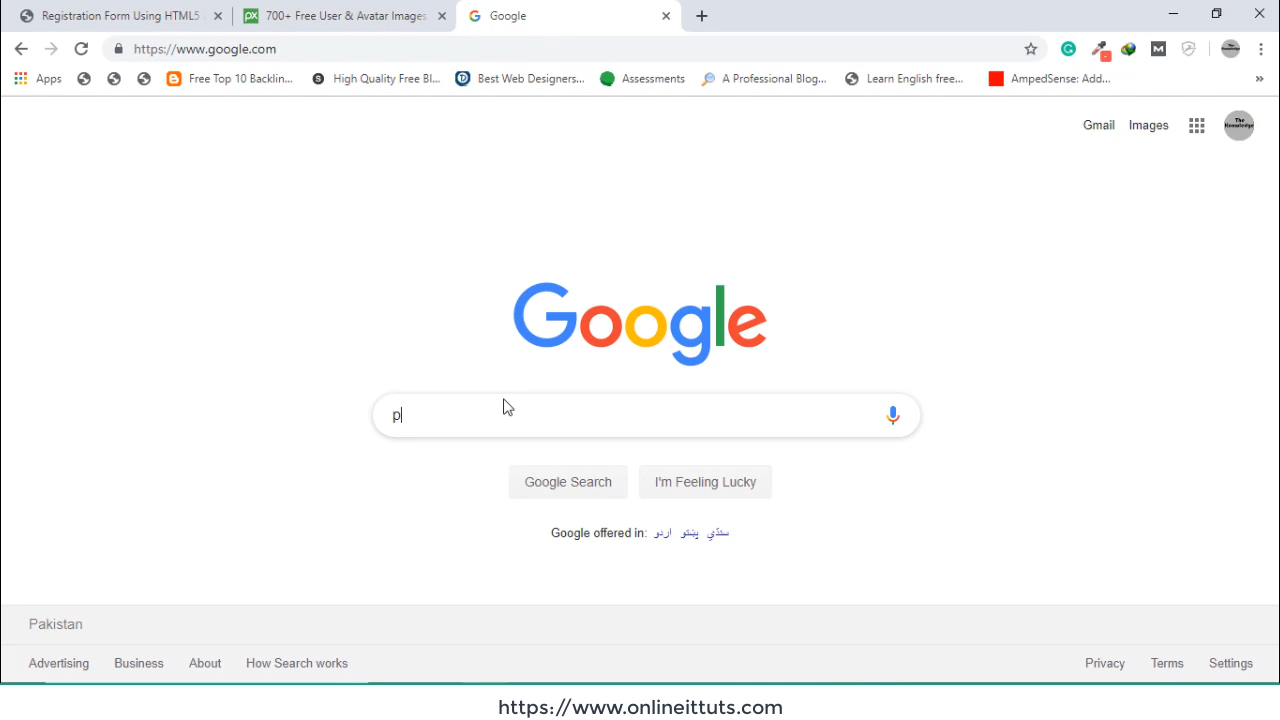 Registration Form Using HTML5
700+ Free User & Avatar Images
Google
https://www.google.com
Apps
Free Top 10 Backlin...
High Quality Free Bl...
Best Web Designers...
Assessments
A Professional Blog...
Learn English free...
AmpedSense: Add...
Gmail
Images
The Knowledge
Google
p
Google Search
I'm Feeling Lucky
Google offered in: اردو پښتو سنڌي
Pakistan
Advertising
Business
About
How Search works
Privacy
Terms
Settings
https://www.onlineittuts.com